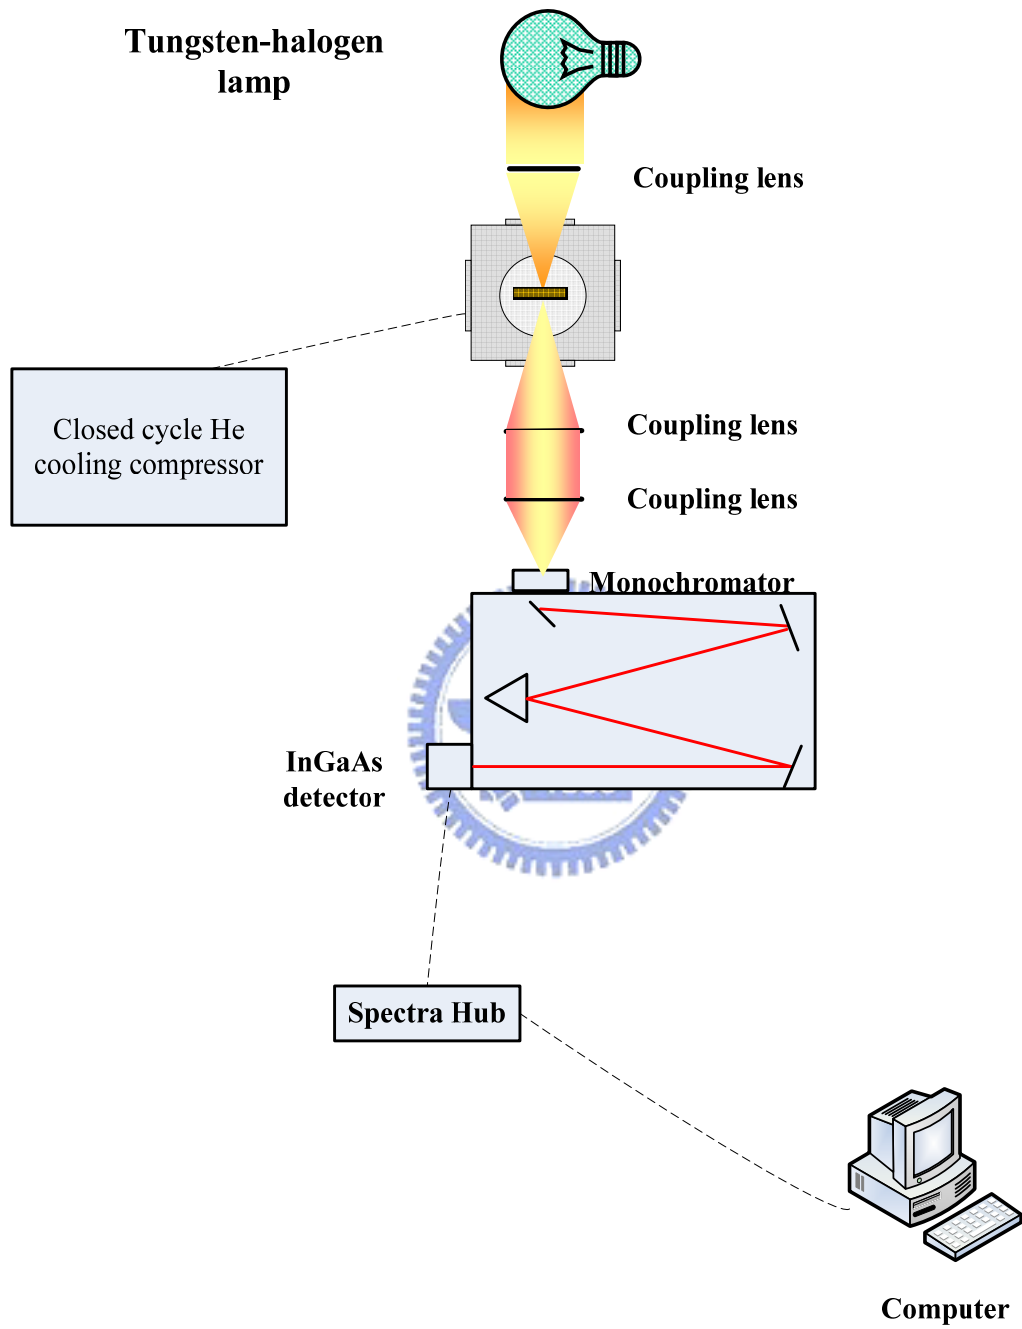 Tungsten-halogen
lamp
Coupling lens
Closed cycle He
cooling compressor
Coupling lens
Coupling lens
Monochromator
InGaAs
detector
Spectra Hub
Computer